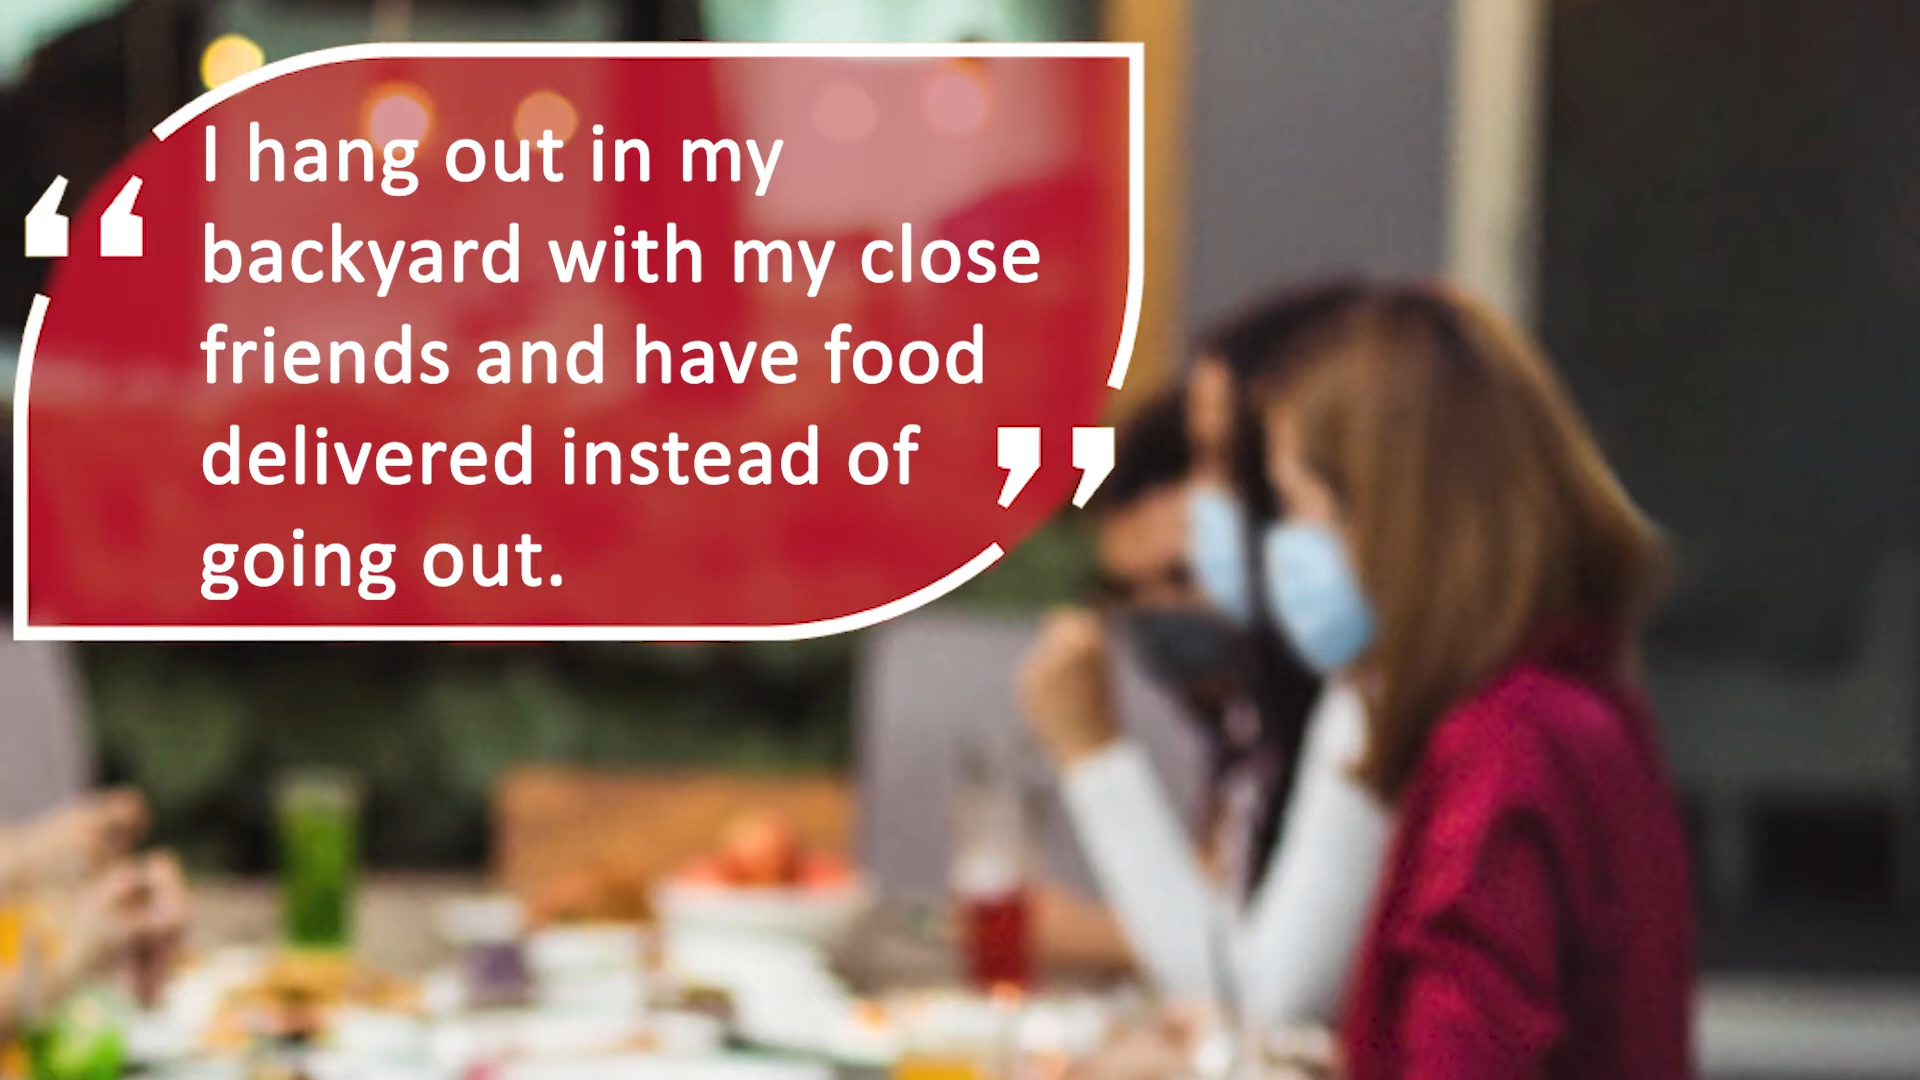 “I hang out in my
backyard with my close
friends and have food
delivered instead of
going out.”